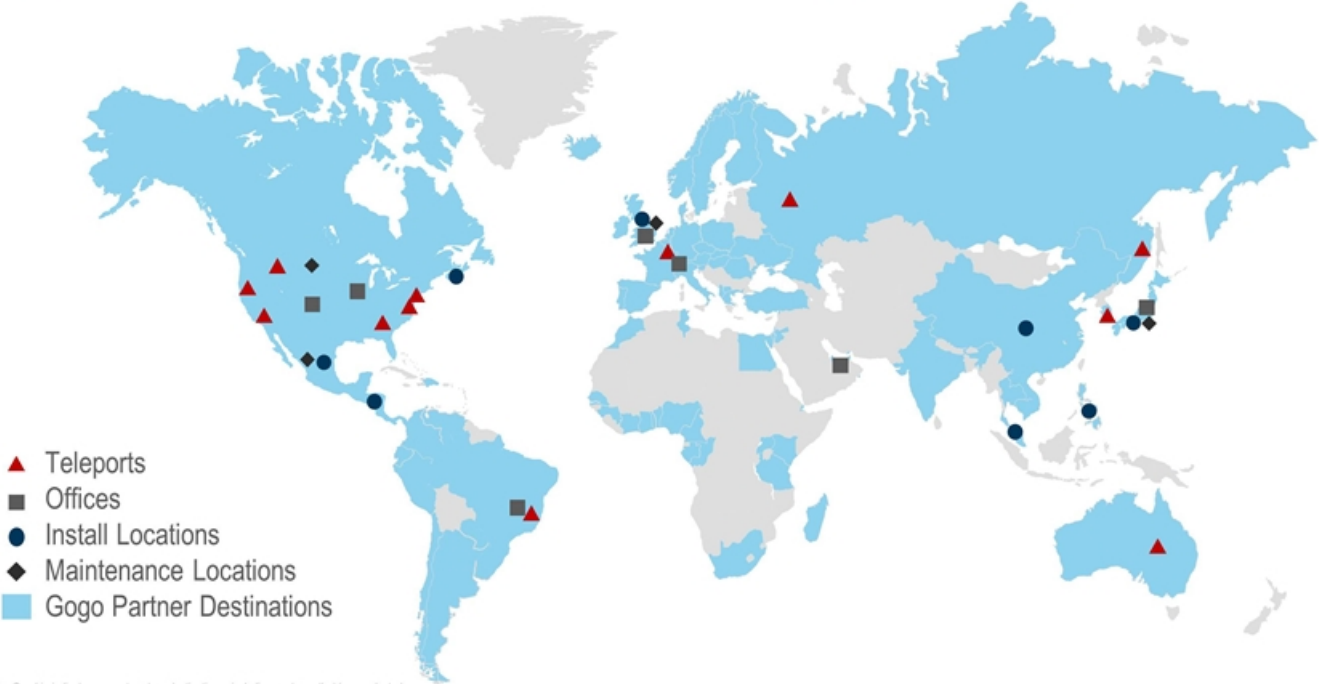 Teleports
Offices
Install Locations
Maintenance Locations
Gogo Partner Destinations